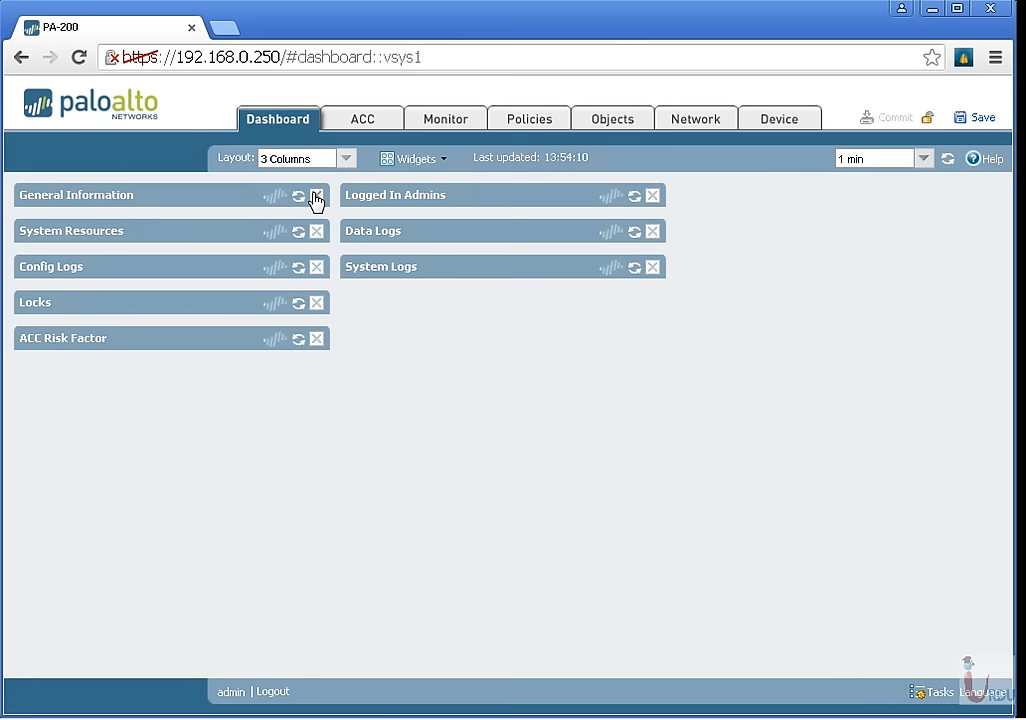 PA-200
https://192.168.0.250/#dashboard::vsys1
paloalto
NETWORKS
Dashboard
ACC
Monitor
Policies
Objects
Network
Device
Commit
Save
Layout: 3 Columns
Widgets
Last updated: 13:54:10
1 min
Help
General Information
Logged In Admins
System Resources
Data Logs
Config Logs
System Logs
Locks
ACC Risk Factor
admin | Logout
Tasks
Language